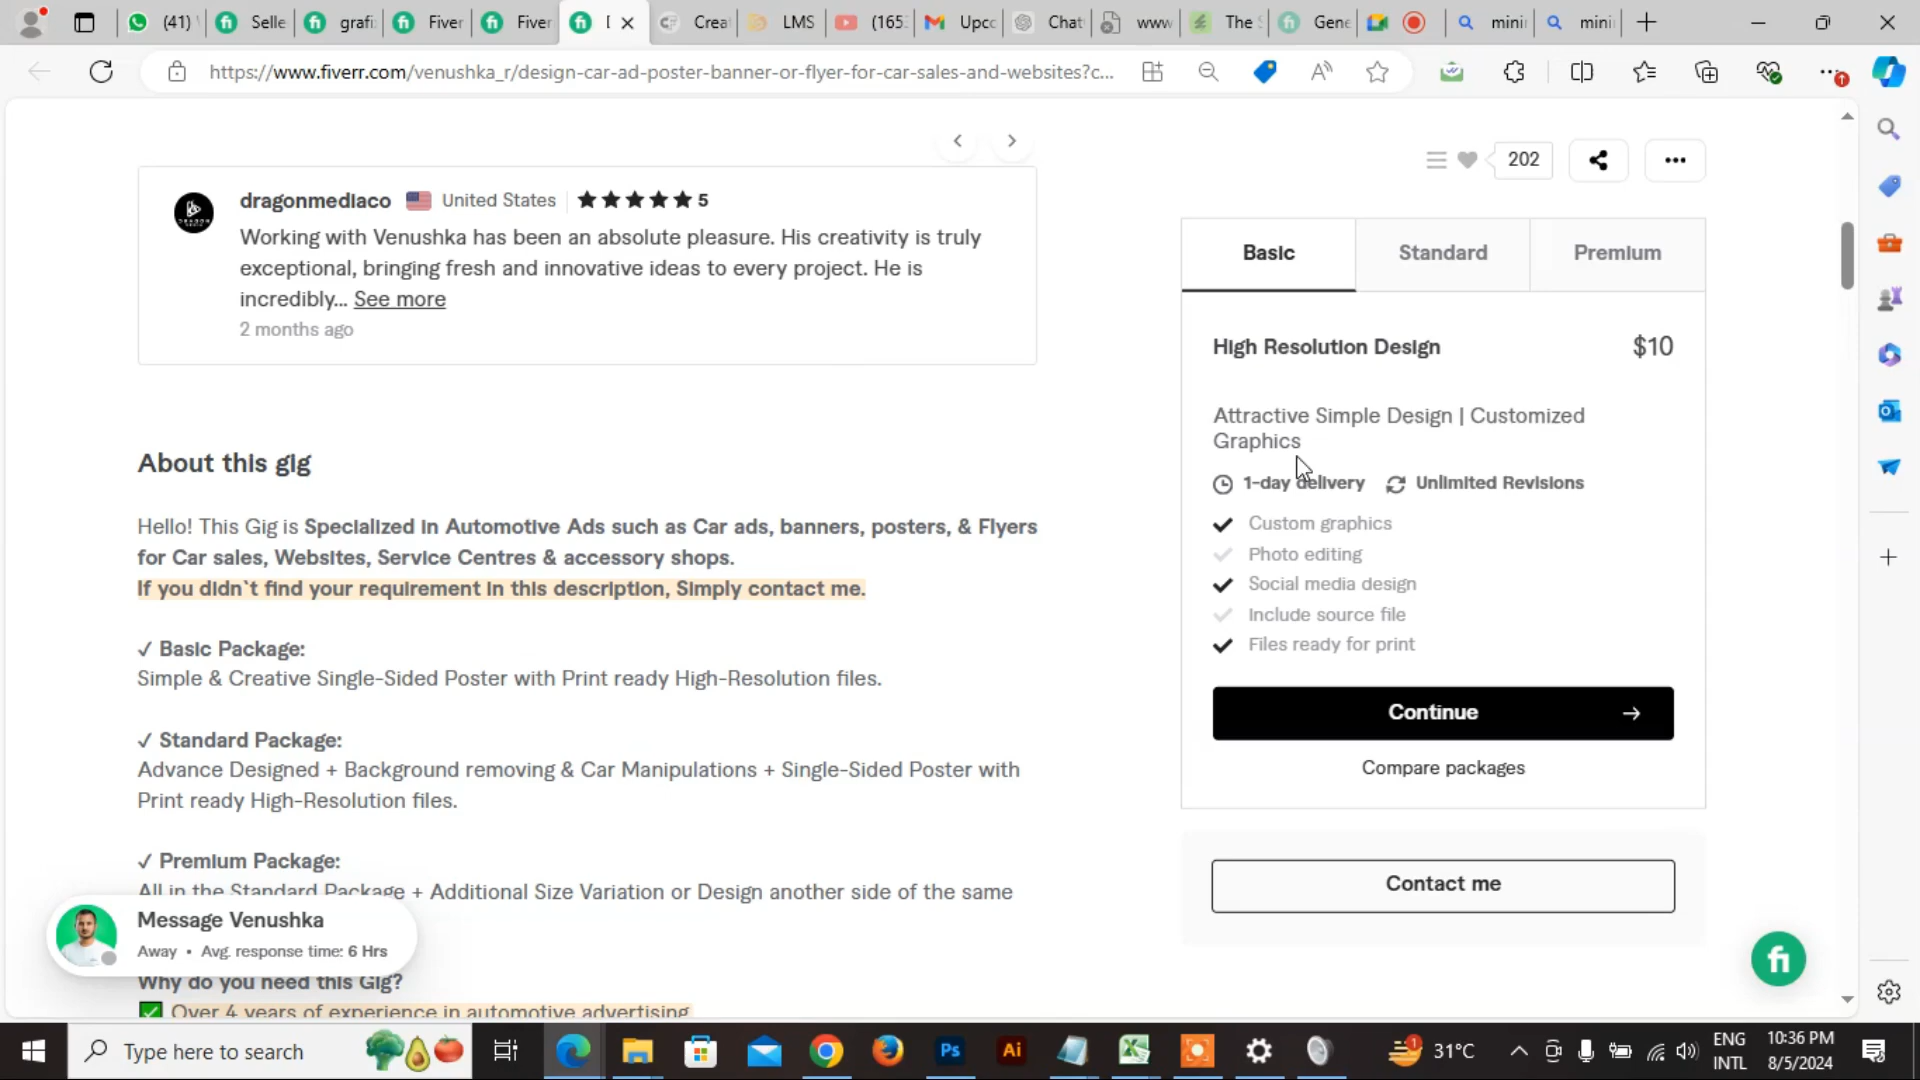 (41)
Selle
grafi
Fiver
Fiver
Crea
LMS
(165
Upco
Chat
www
The
Gene
mini
mini
https://www.fiverr.com/venushka_r/design-car-ad-poster-banner-or-flyer-for-car-sales-and-websites?c...
202
dragonmediaco United States 5
Working with Venushka has been an absolute pleasure. His creativity is truly
exceptional, bringing fresh and innovative ideas to every project. He is
incredibly... See more
2 months ago
About this gig
Hello! This Gig is Specialized in Automotive Ads such as Car ads, banners, posters, & Flyers
for Car sales, Websites, Service Centres & accessory shops.
If you didn`t find your requirement in this description, Simply contact me.
✓ Basic Package:
Simple & Creative Single-Sided Poster with Print ready High-Resolution files.
✓ Standard Package:
Advance Designed + Background removing & Car Manipulations + Single-Sided Poster with
Print ready High-Resolution files.
✓ Premium Package:
All in the Standard Package + Additional Size Variation or Design another side of the same
Message Venushka
Away • Avg. response time: 6 Hrs
Why do you need this Gig?
Over 4 years of experience in automotive advertising
Basic
Standard
Premium
High Resolution Design $10
Attractive Simple Design | Customized
Graphics
1-day delivery Unlimited Revisions
Custom graphics
Photo editing
Social media design
Include source file
Files ready for print
Continue →
Compare packages
Contact me
fi
Type here to search
Ps
Ai
31°C
ENG
INTL
10:36 PM
8/5/2024